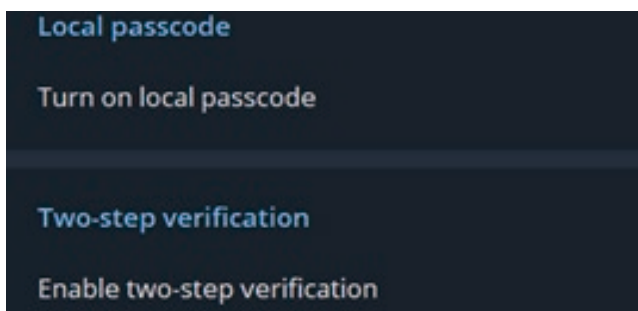 Local passcode
Turn on local passcode
Two-step verification
Enable two-step verification